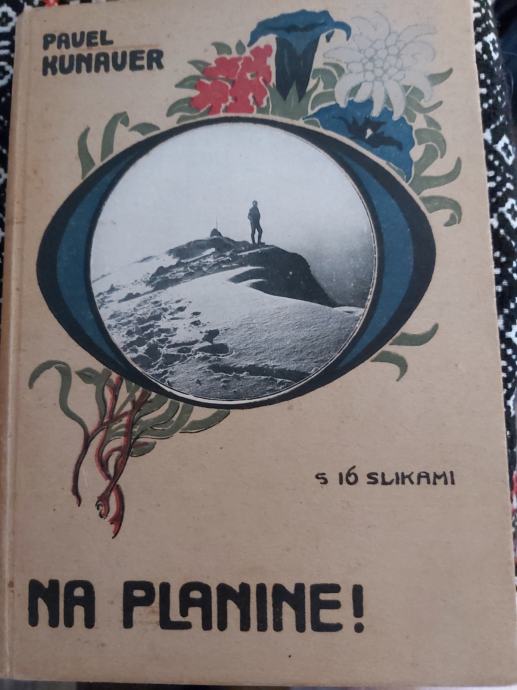 PAVEL
KUNAVER
S 16 SLIKAMI
NA PLANINE!